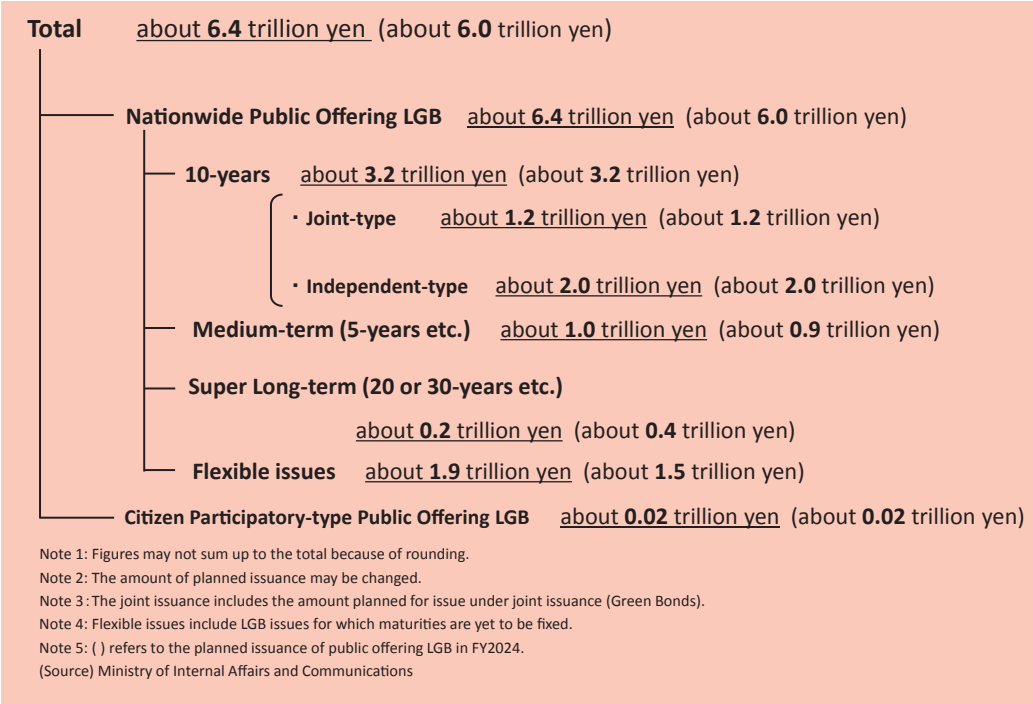 Total about 6.4 trillion yen (about 6.0 trillion yen)
Nationwide Public Offering LGB about 6.4 trillion yen (about 6.0 trillion yen)
10-years about 3.2 trillion yen (about 3.2 trillion yen)
・Joint-type about 1.2 trillion yen (about 1.2 trillion yen)
・Independent-type about 2.0 trillion yen (about 2.0 trillion yen)
Medium-term (5-years etc.) about 1.0 trillion yen (about 0.9 trillion yen)
Super Long-term (20 or 30-years etc.)
about 0.2 trillion yen (about 0.4 trillion yen)
Flexible issues about 1.9 trillion yen (about 1.5 trillion yen)
Citizen Participatory-type Public Offering LGB about 0.02 trillion yen (about 0.02 trillion yen)
Note 1: Figures may not sum up to the total because of rounding.
Note 2: The amount of planned issuance may be changed.
Note 3: The joint issuance includes the amount planned for issue under joint issuance (Green Bonds).
Note 4: Flexible issues include LGB issues for which maturities are yet to be fixed.
Note 5: ( ) refers to the planned issuance of public offering LGB in FY2024.
(Source) Ministry of Internal Affairs and Communications